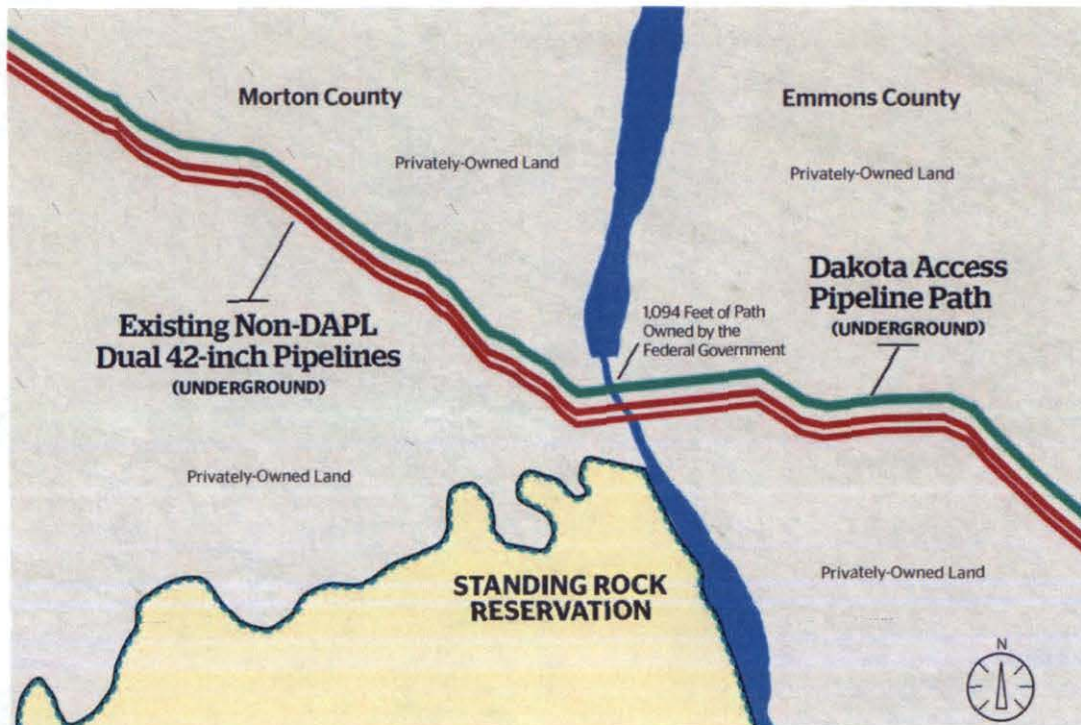 Morton County
Emmons County
Privately-Owned Land
Privately-Owned Land
Dakota Access
Pipeline Path
(UNDERGROUND)
1,094 Feet of Path
Owned by the
Federal Government
Existing Non-DAPL
Dual 42-inch Pipelines
(UNDERGROUND)
Privately-Owned Land
STANDING ROCK
RESERVATION
Privately-Owned Land
N